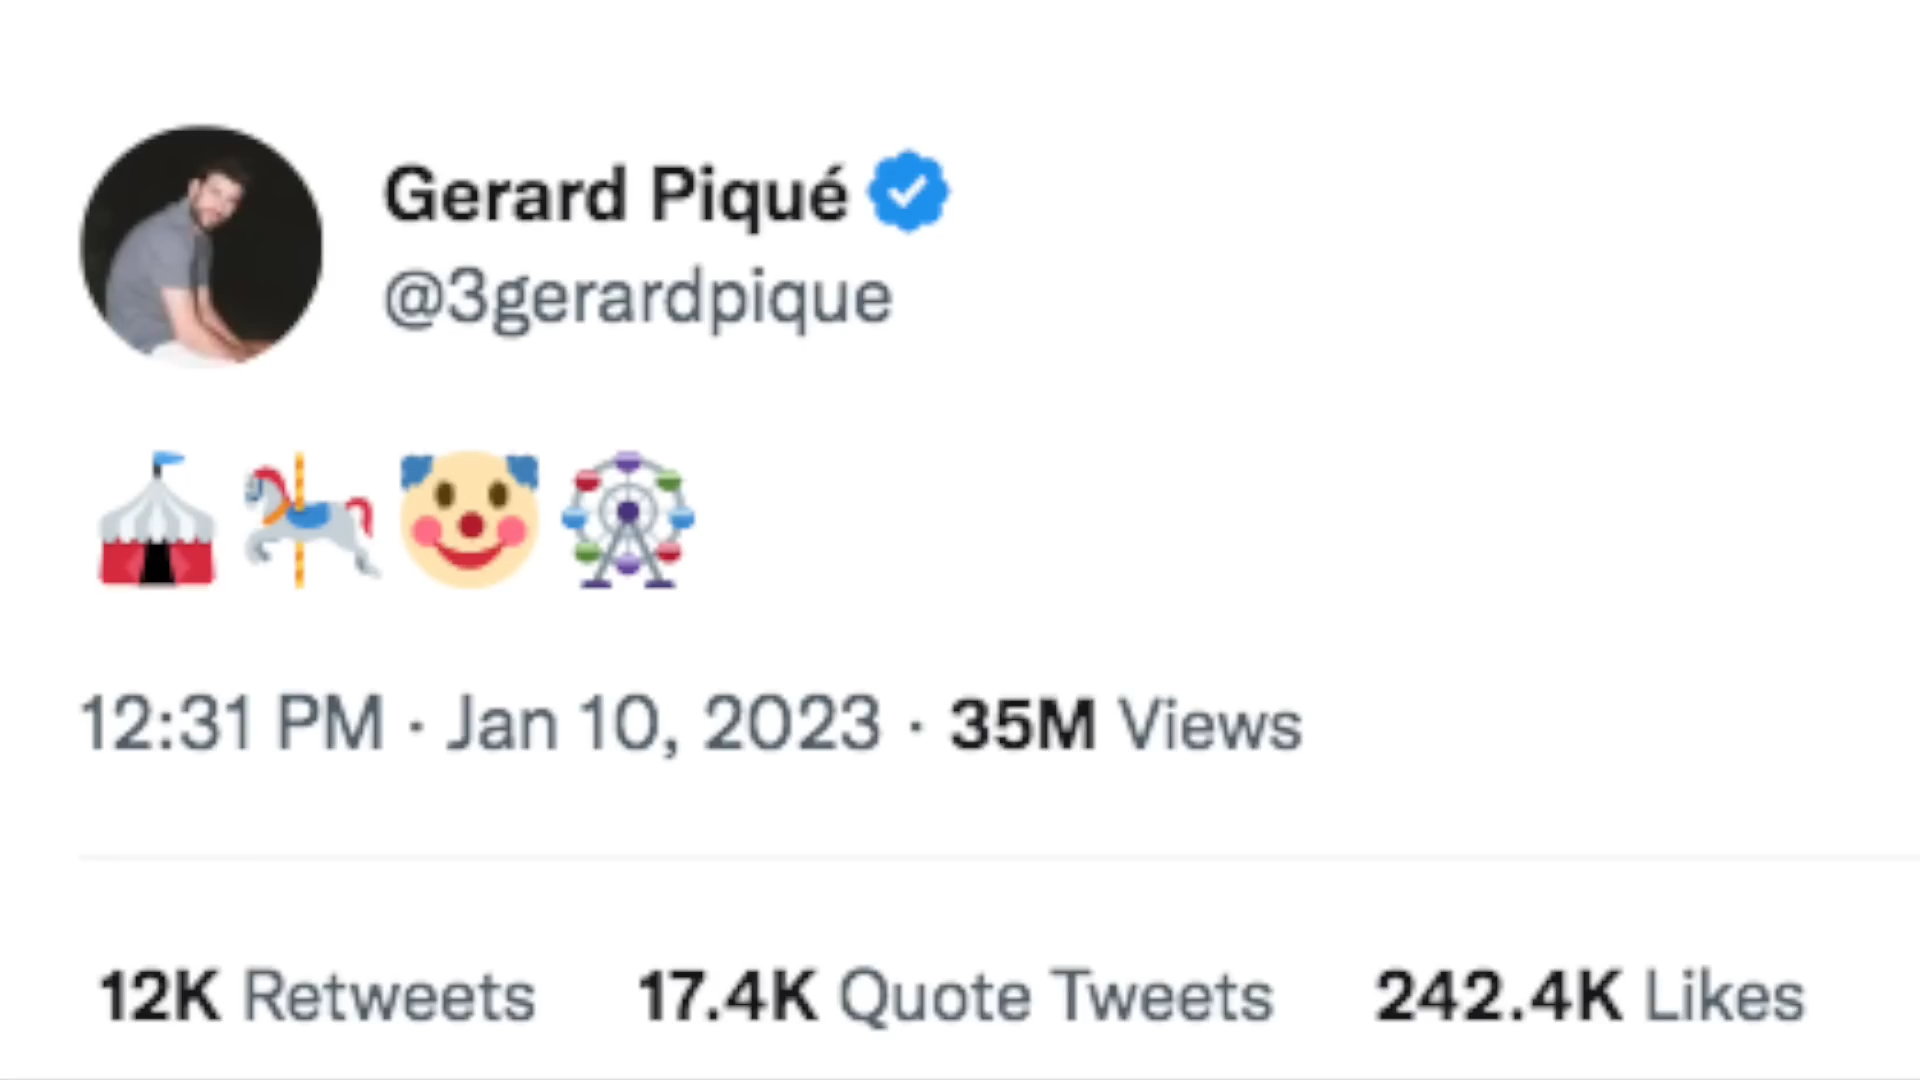 Gerard Piqué
@3gerardpique
🎪🎠🤡🎡
12:31 PM · Jan 10, 2023 · 35M Views
12K Retweets 17.4K Quote Tweets 242.4K Likes